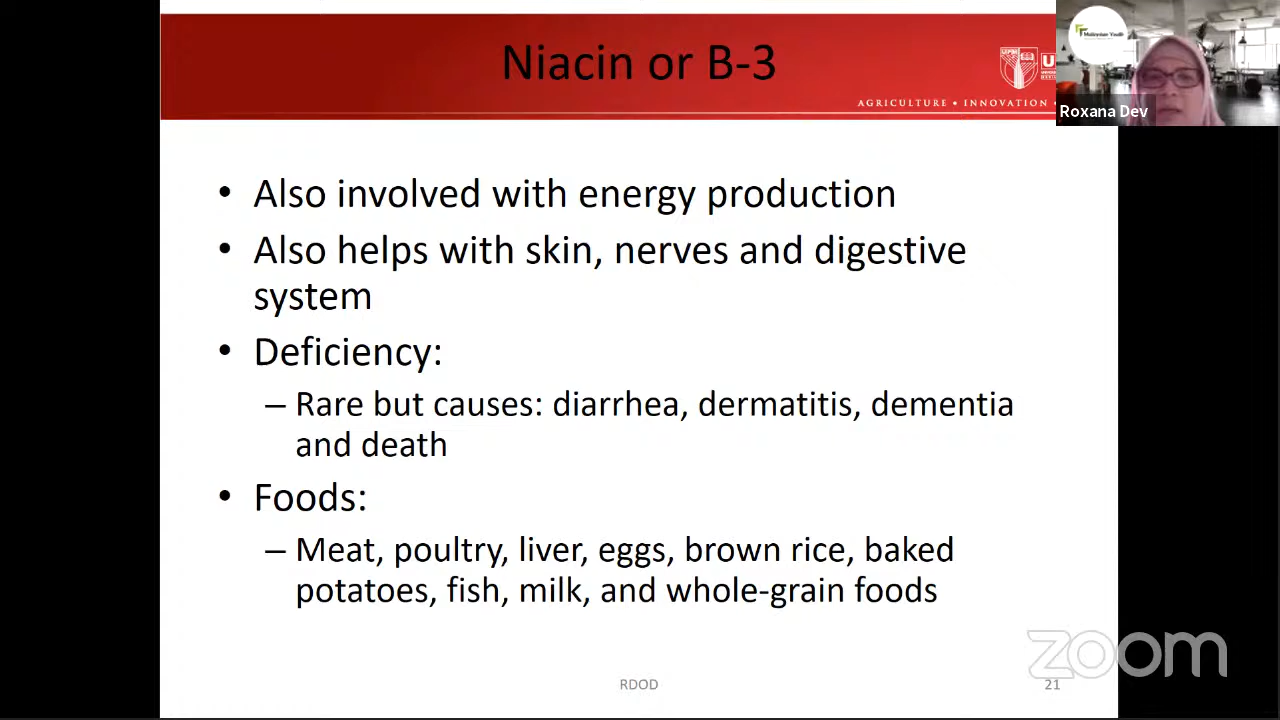 Niacin or B-3
AGRICULTURE • INNOVATION •
Roxana Dev
• Also involved with energy production
• Also helps with skin, nerves and digestive
system
• Deficiency:
– Rare but causes: diarrhea, dermatitis, dementia
and death
• Foods:
– Meat, poultry, liver, eggs, brown rice, baked
potatoes, fish, milk, and whole-grain foods
zoom
RDOD
21